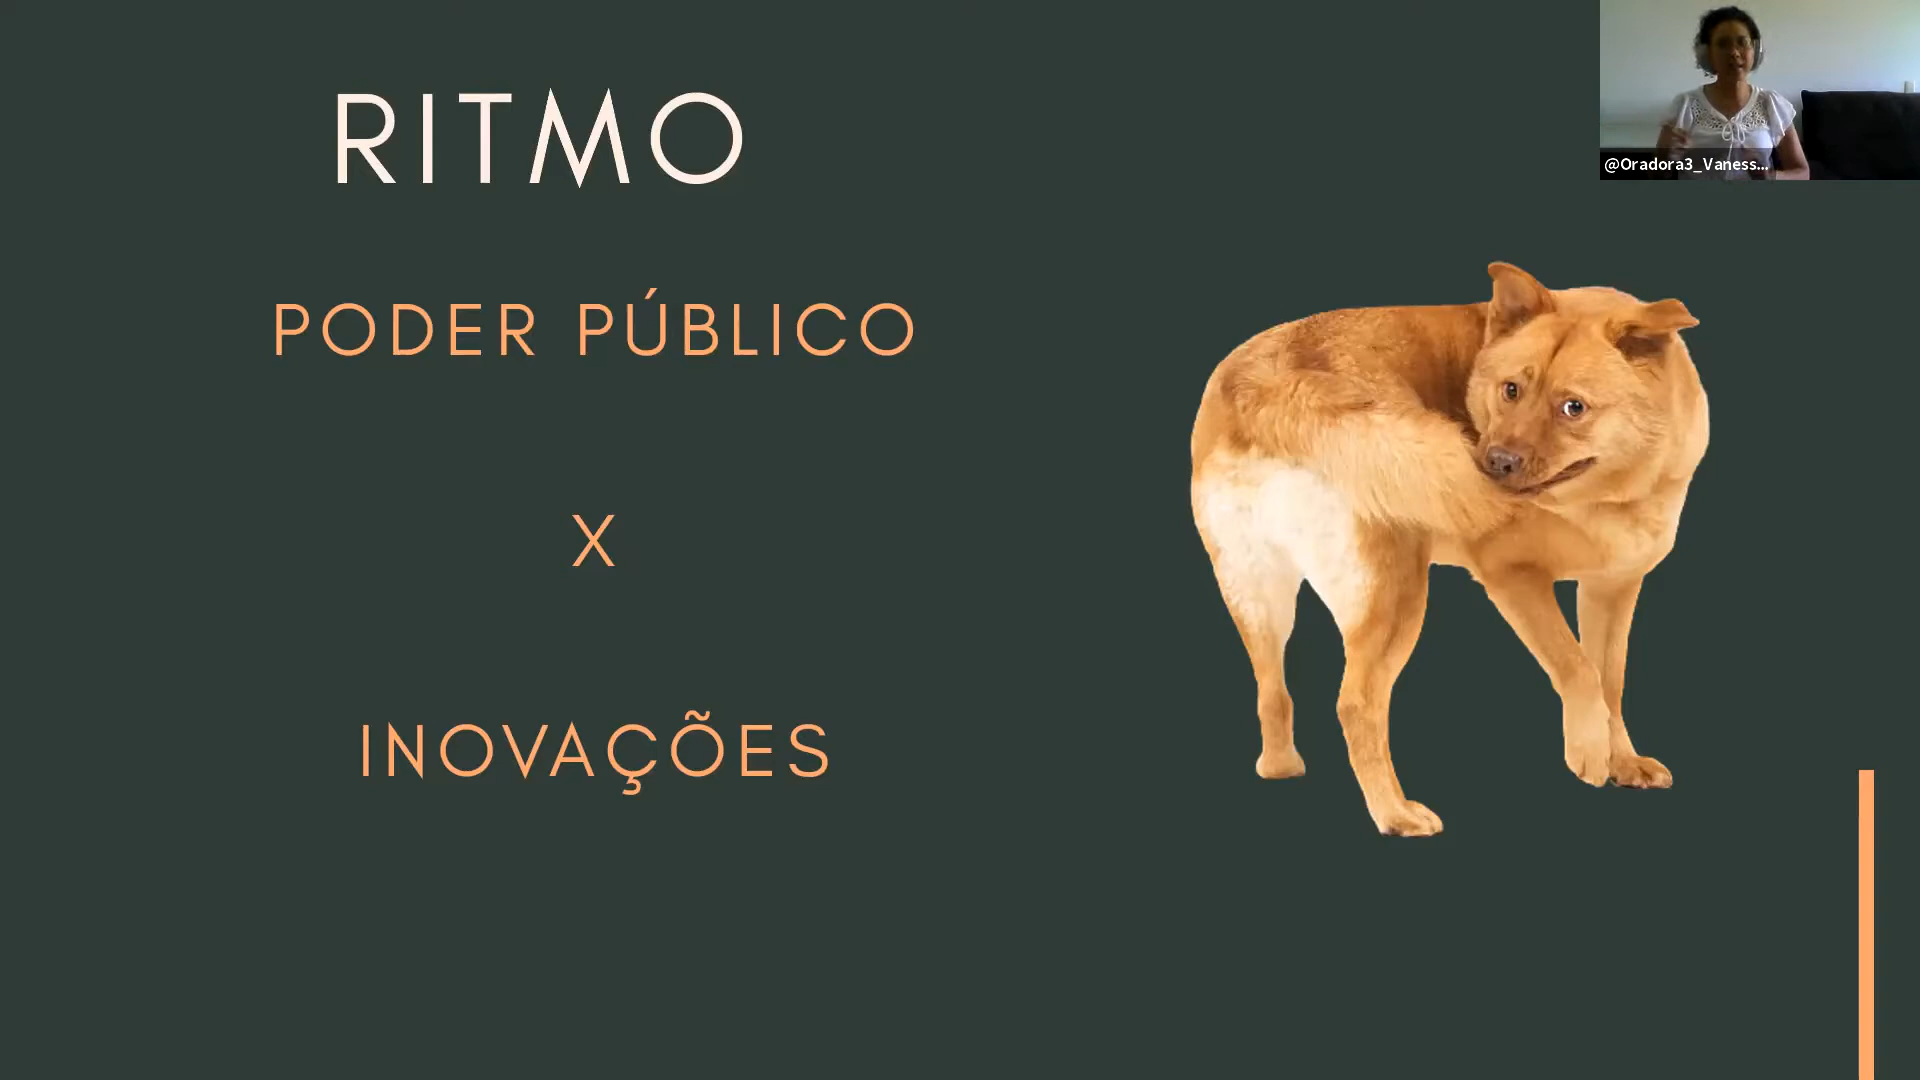 RITMO
PODER PÚBLICO
X
INOVAÇÕES
@Oradora3_Vaness...